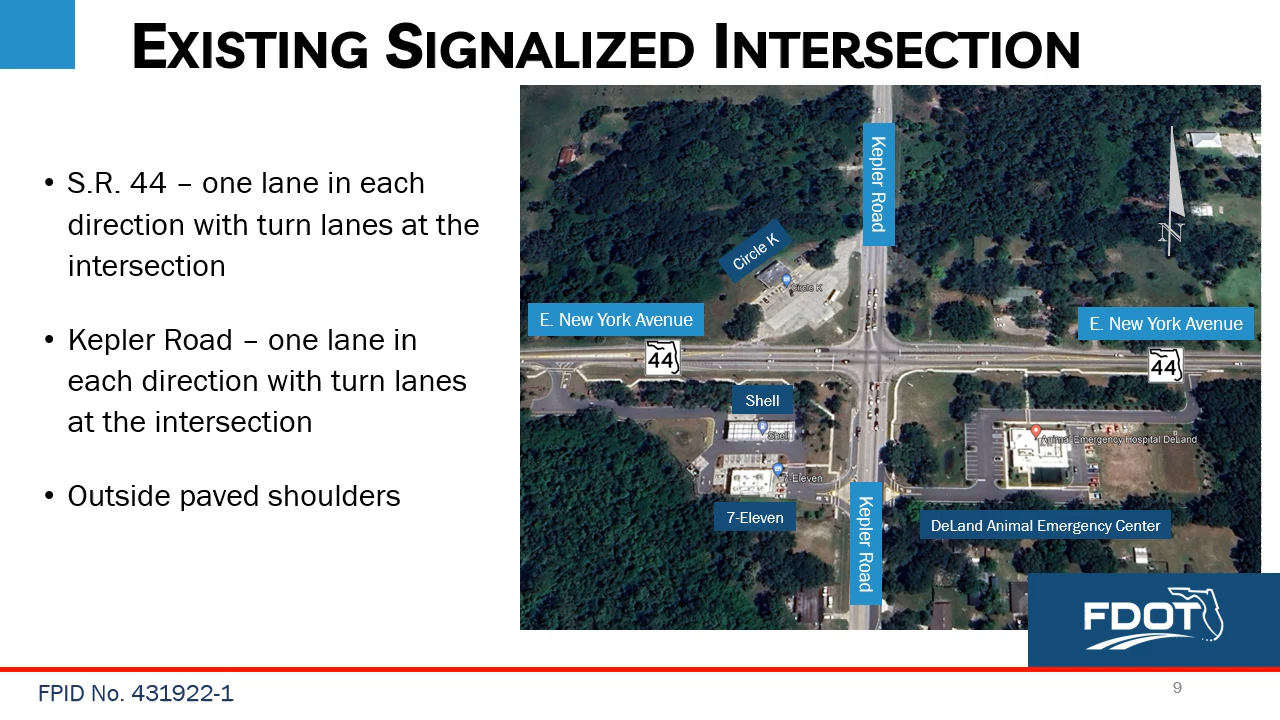 EXISTING SIGNALIZED INTERSECTION
• S.R. 44 – one lane in each
direction with turn lanes at the
intersection
• Kepler Road – one lane in
each direction with turn lanes
at the intersection
• Outside paved shoulders
Kepler Road
N
Circle K
Circle K
E. New York Avenue
E. New York Avenue
44
44
Shell
Shell
Animal Emergency Hospital DeLand
7-Eleven
7-Eleven
Kepler Road
DeLand Animal Emergency Center
FDOT
FPID No. 431922-1
9